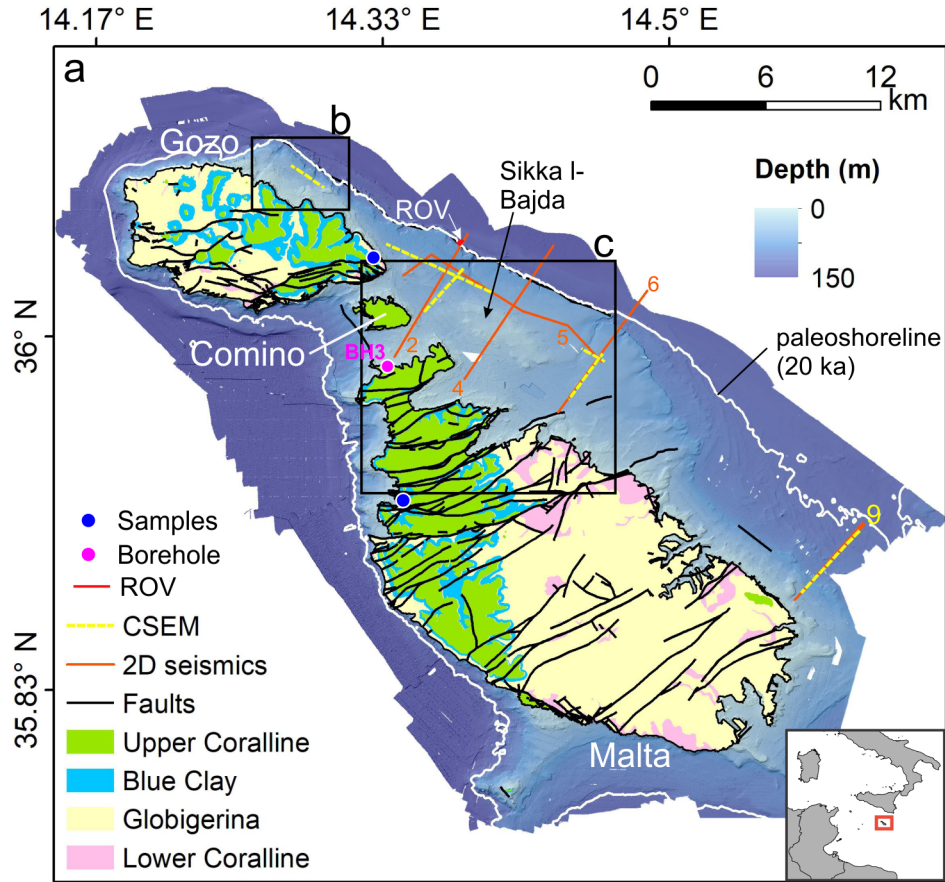 14.17° E
14.33° E
14.5° E
a
0
6
12
km
b
Gozo
Sikka l-
Bajda
Depth (m)
0
150
ROV
c
6
36° N
Comino
BH3
2
5
4
paleoshoreline
(20 ka)
9
Samples
Borehole
ROV
CSEM
2D seismics
Faults
Upper Coralline
Blue Clay
Globigerina
Lower Coralline
35.83° N
Malta